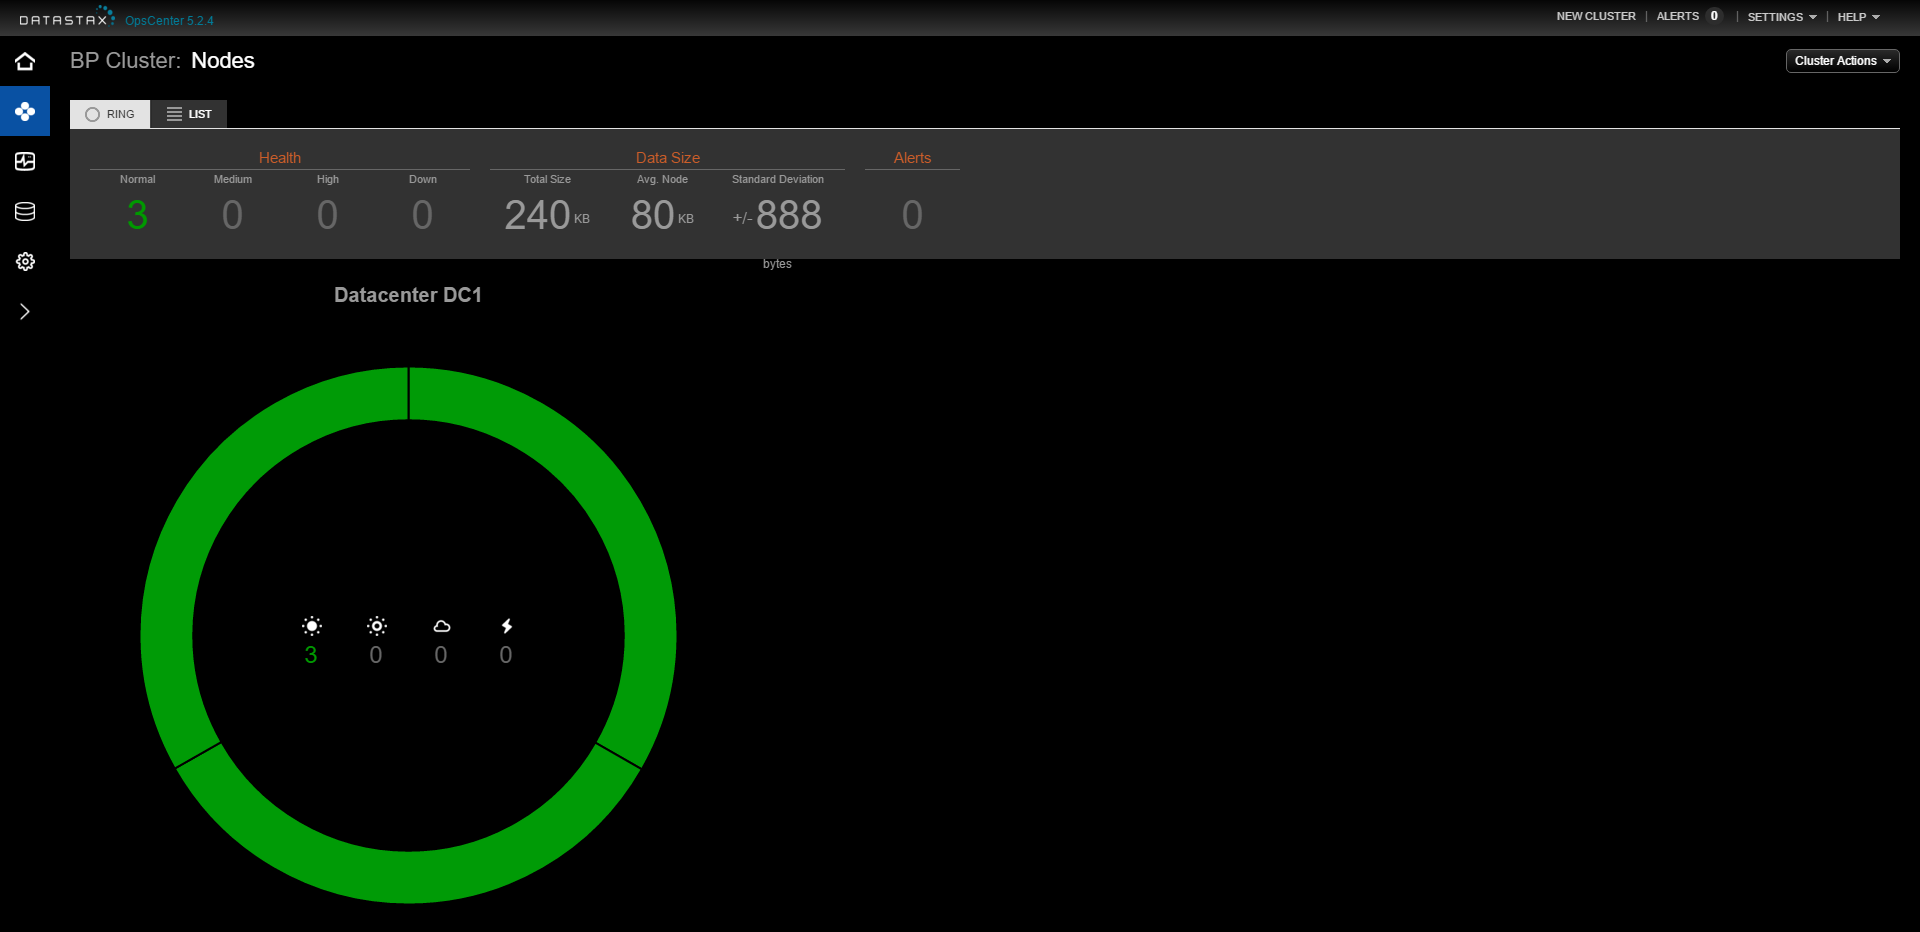 DATASTAX OpsCenter 5.2.4
NEW CLUSTER | ALERTS 0 | SETTINGS | HELP
BP Cluster: Nodes
Cluster Actions
RING LIST
Health Data Size Alerts
Normal Medium High Down Total Size Avg. Node Standard Deviation
3 0 0 0 240 KB 80 KB +/- 888 0
bytes
Datacenter DC1
3 0 0 0